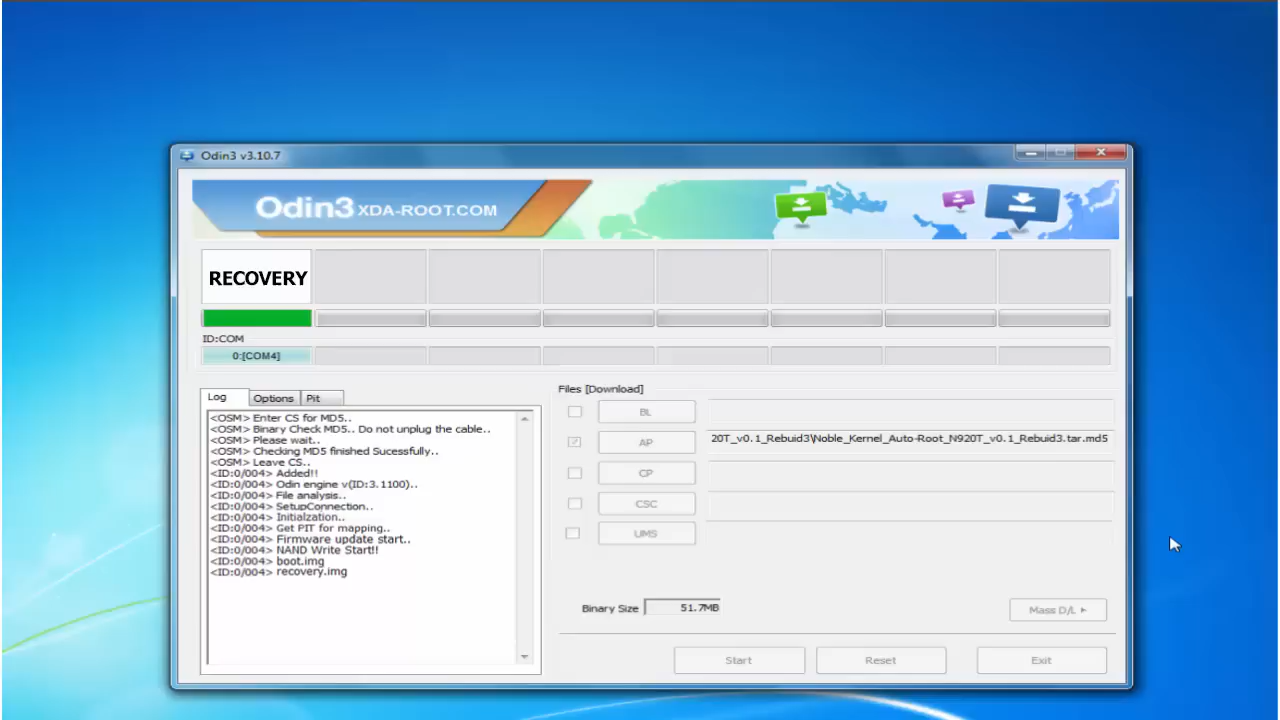 Odin3 v3.10.7
Odin3 XDA-ROOT.COM
RECOVERY
ID:COM
0:[COM4]
Log
Options
Pit
<OSM> Enter CS for MD5..
<OSM> Binary Check MD5.. Do not unplug the cable..
<OSM> Please wait..
<OSM> Checking MD5 finished Sucessfully..
<OSM> Leave CS..
<ID:0/004> Added!!
<ID:0/004> Odin engine v(ID:3.1100)..
<ID:0/004> File analysis..
<ID:0/004> SetupConnection..
<ID:0/004> Initialzation..
<ID:0/004> Get PIT for mapping..
<ID:0/004> Firmware update start..
<ID:0/004> NAND Write Start!!
<ID:0/004> boot.img
<ID:0/004> recovery.img
Files [Download]
BL
AP
20T_v0.1_Rebuid3\Noble_Kernel_Auto-Root_N920T_v0.1_Rebuid3.tar.md5
CP
CSC
UMS
Binary Size
51.7MB
Mass D/L
Start
Reset
Exit